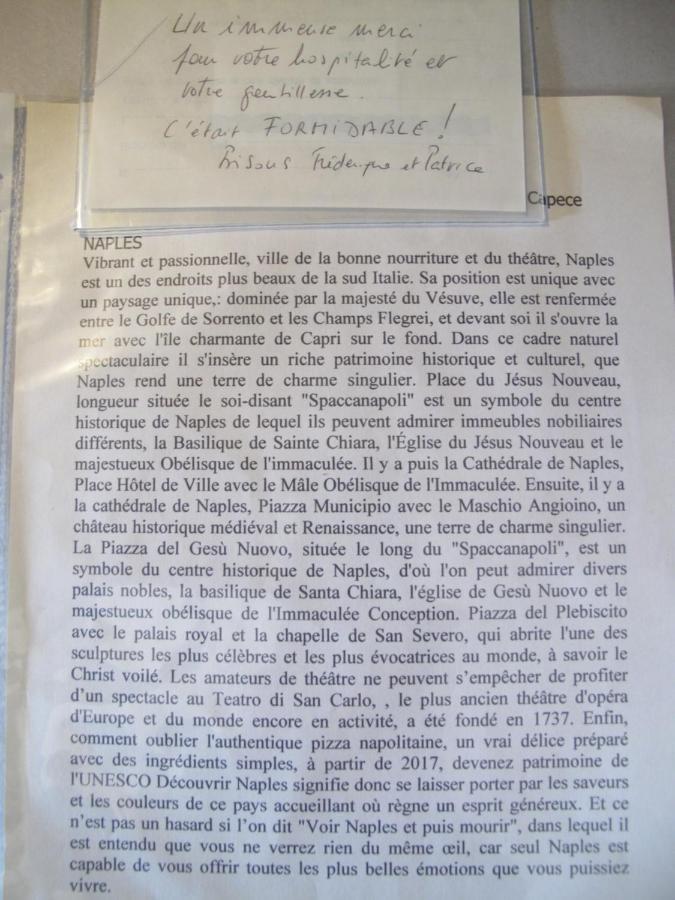 Un immense merci
pour votre hospitalité et
votre gentillesse.
C'était FORMIDABLE !
et Patrice
Capece
NAPLES
Vibrant et passionnelle, ville de la bonne nourriture et du théâtre, Naples
est un des endroits plus beaux de la sud Italie. Sa position est unique avec
un paysage unique,: dominée par la majesté du Vésuve, elle est renfermée
entre le Golfe de Sorrento et les Champs Flegrei, et devant soi il s'ouvre la
mer avec l'île charmante de Capri sur le fond. Dans ce cadre naturel
spectaculaire il s'insère un riche patrimoine historique et culturel, que
Naples rend une terre de charme singulier. Place du Jésus Nouveau,
longueur située le soi-disant "Spaccanapoli" est un symbole du centre
historique de Naples de lequel ils peuvent admirer immeubles nobiliaires
différents, la Basilique de Sainte Chiara, l'Église du Jésus Nouveau et le
majestueux Obélisque de l'immaculée. Il y a puis la Cathédrale de Naples,
Place Hôtel de Ville avec le Mâle Obélisque de l'Immaculée. Ensuite, il y a
la cathédrale de Naples, Piazza Municipio avec le Maschio Angioino, un
château historique médiéval et Renaissance, une terre de charme singulier.
La Piazza del Gesù Nuovo, située le long du "Spaccanapoli", est un
symbole du centre historique de Naples, d'où l'on peut admirer divers
palais nobles, la basilique de Santa Chiara, l'église de Gesù Nuovo et le
majestueux obélisque de l'Immaculée Conception. Piazza del Plebiscito
avec le palais royal et la chapelle de San Severo, qui abrite l'une des
sculptures les plus célèbres et les plus évocatrices au monde, à savoir le
Christ voilé. Les amateurs de théâtre ne peuvent s’empêcher de profiter
d’un spectacle au Teatro di San Carlo, , le plus ancien théâtre d'opéra
d'Europe et du monde encore en activité, a été fondé en 1737. Enfin,
comment oublier l'authentique pizza napolitaine, un vrai délice préparé
avec des ingrédients simples, à partir de 2017, devenez patrimoine de
l'UNESCO Découvrir Naples signifie donc se laisser porter par les saveurs
et les couleurs de ce pays accueillant où règne un esprit généreux. Et ce
n’est pas un hasard si l’on dit "Voir Naples et puis mourir", dans lequel il
est entendu que vous ne verrez rien du même œil, car seul Naples est
capable de vous offrir toutes les plus belles émotions que vous puissiez
vivre.